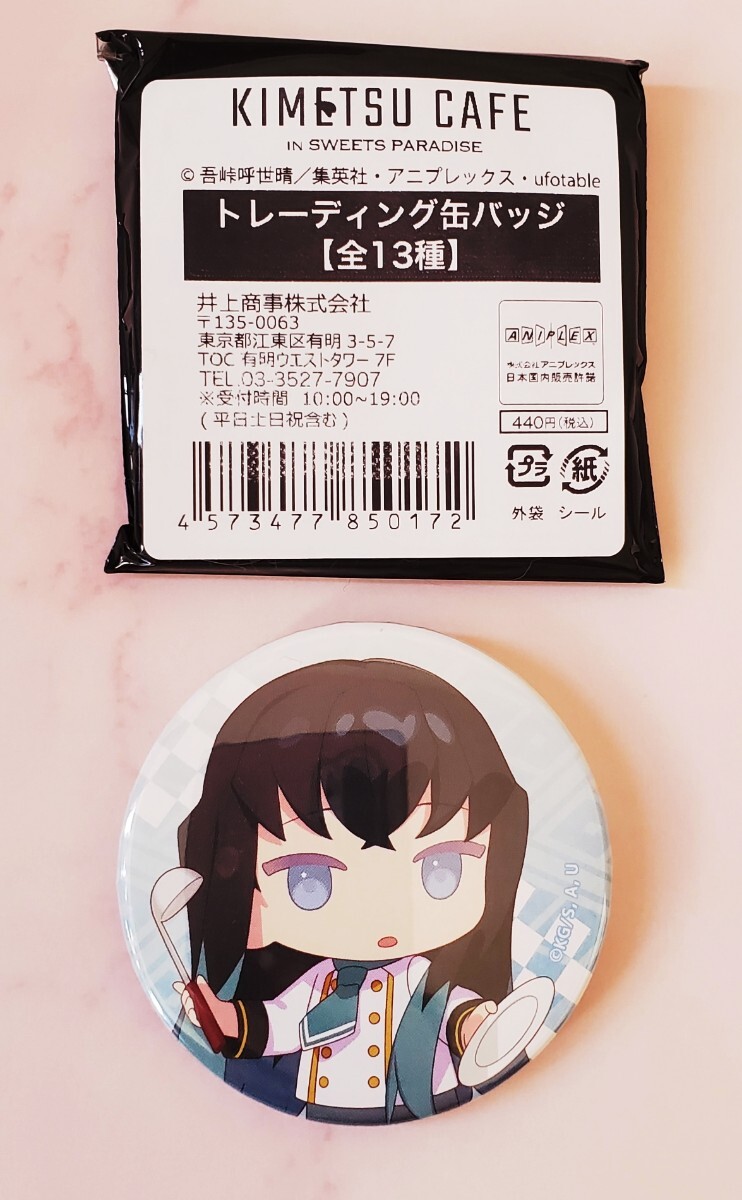 KIMETSU CAFE
IN SWEETS PARADISE
© 吾峠呼世晴／集英社・アニプレックス・ufotable
トレーディング缶バッジ
【全13種】
井上商事株式会社
〒135-0063
東京都江東区有明 3-5-7
TOC 有明ウエストタワー 7F
TEL.03-3527-7907
※受付時間 10:00~19:00
(平日土日祝含む)
ANIPLEX
株式会社アニプレックス
日本国内販売許諾
440円(税込)
プラ
紙
外袋 シール
4 573477 850172
©KG/S, A, U